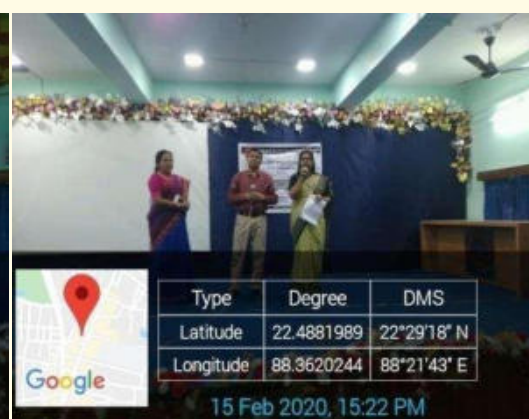 Type Degree DMS
Latitude 22.4881989 22°29'18" N
Longitude 88.3620244 88°21'43" E
Google
15 Feb 2020, 15:22 PM